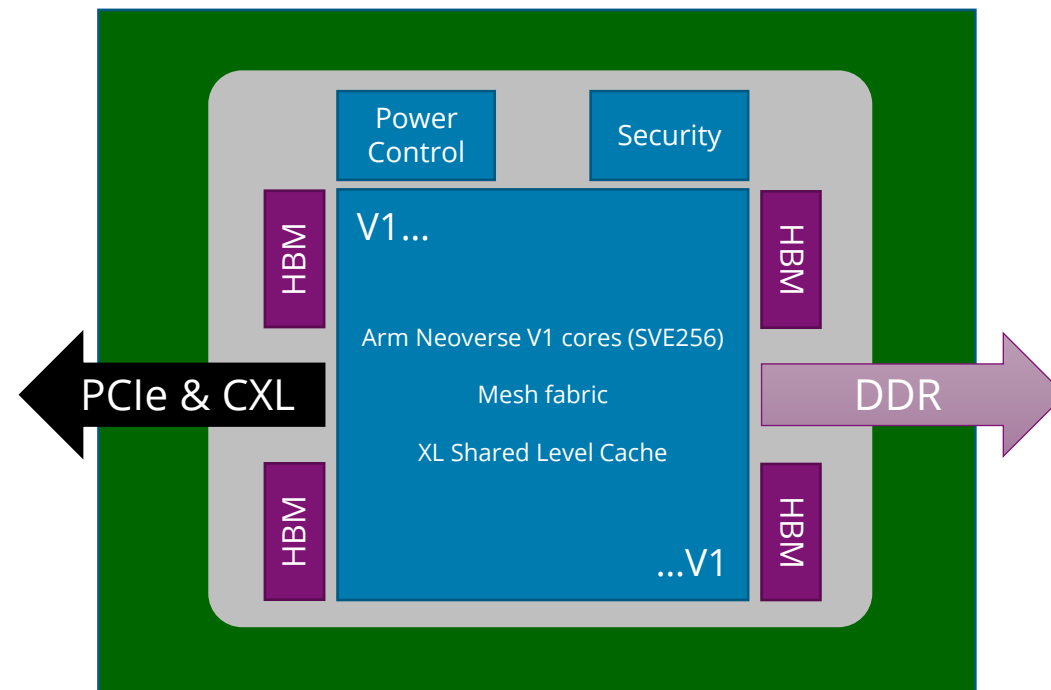 Power
Control
Security
HBM
V1...
HBM
Arm Neoverse V1 cores (SVE256)
PCIe & CXL
Mesh fabric
DDR
XL Shared Level Cache
HBM
...V1
HBM